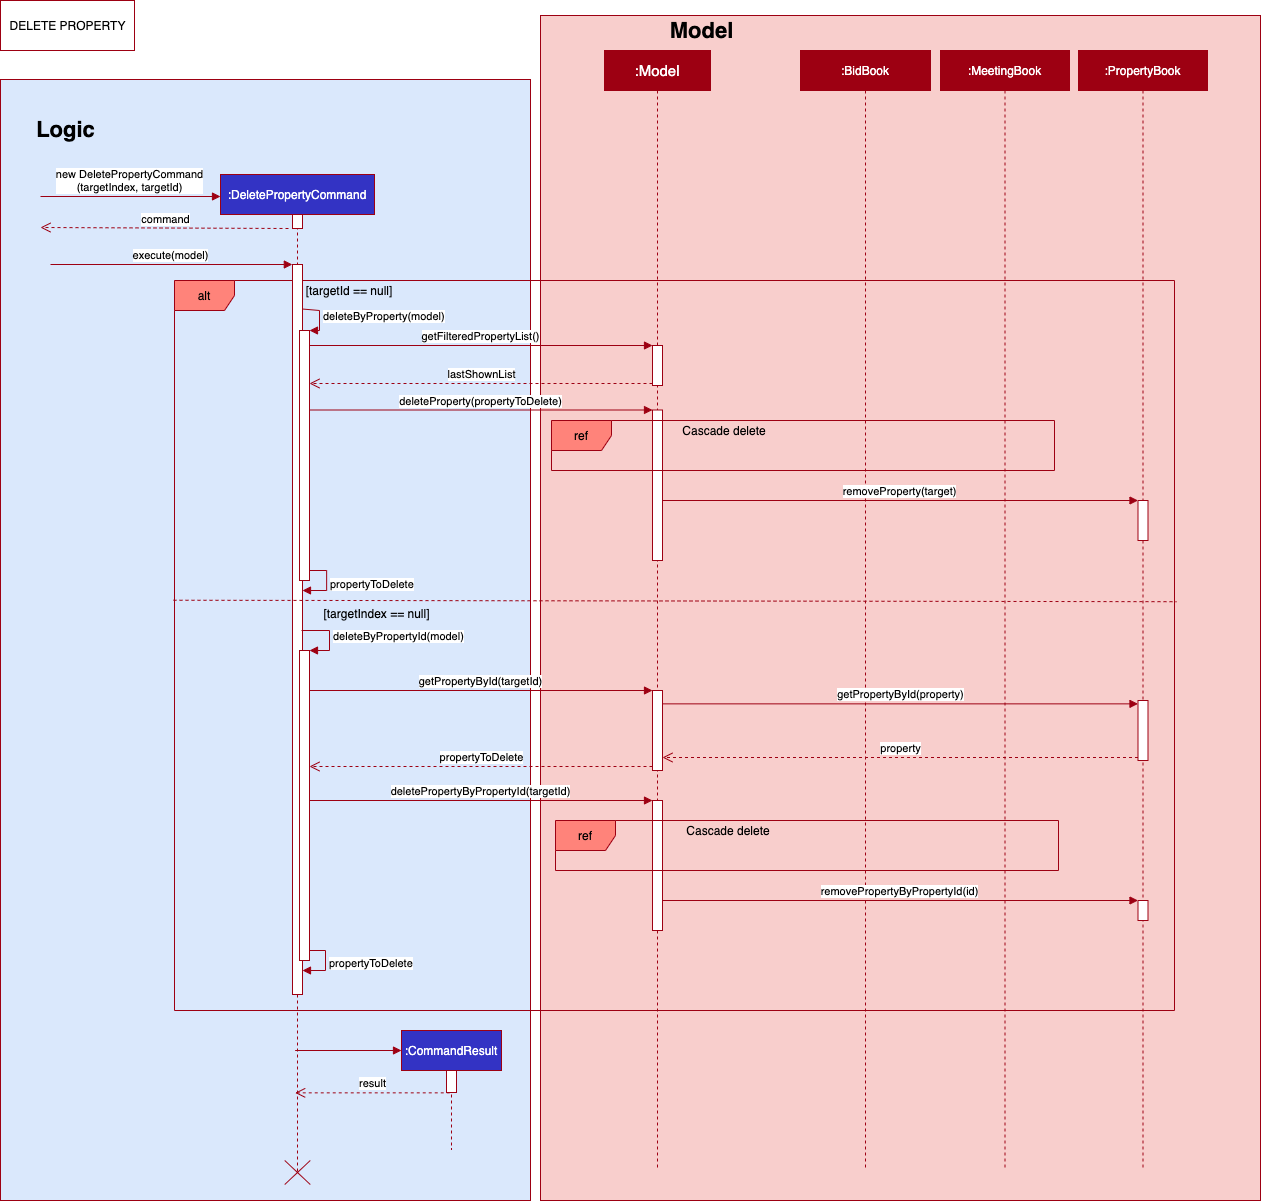 DELETE PROPERTY
Model
:Model
:BidBook
:MeetingBook
:PropertyBook
Logic
new DeletePropertyCommand
(targetIndex, targetId)
:DeletePropertyCommand
command
execute(model)
alt
[targetId == null]
deleteByProperty(model)
getFilteredPropertyList()
lastShownList
deleteProperty(propertyToDelete)
ref
Cascade delete
removeProperty(target)
propertyToDelete
[targetIndex == null]
deleteByPropertyId(model)
getPropertyById(targetId)
getPropertyById(property)
property
propertyToDelete
deletePropertyByPropertyId(targetId)
ref
Cascade delete
removePropertyByPropertyId(id)
propertyToDelete
:CommandResult
result